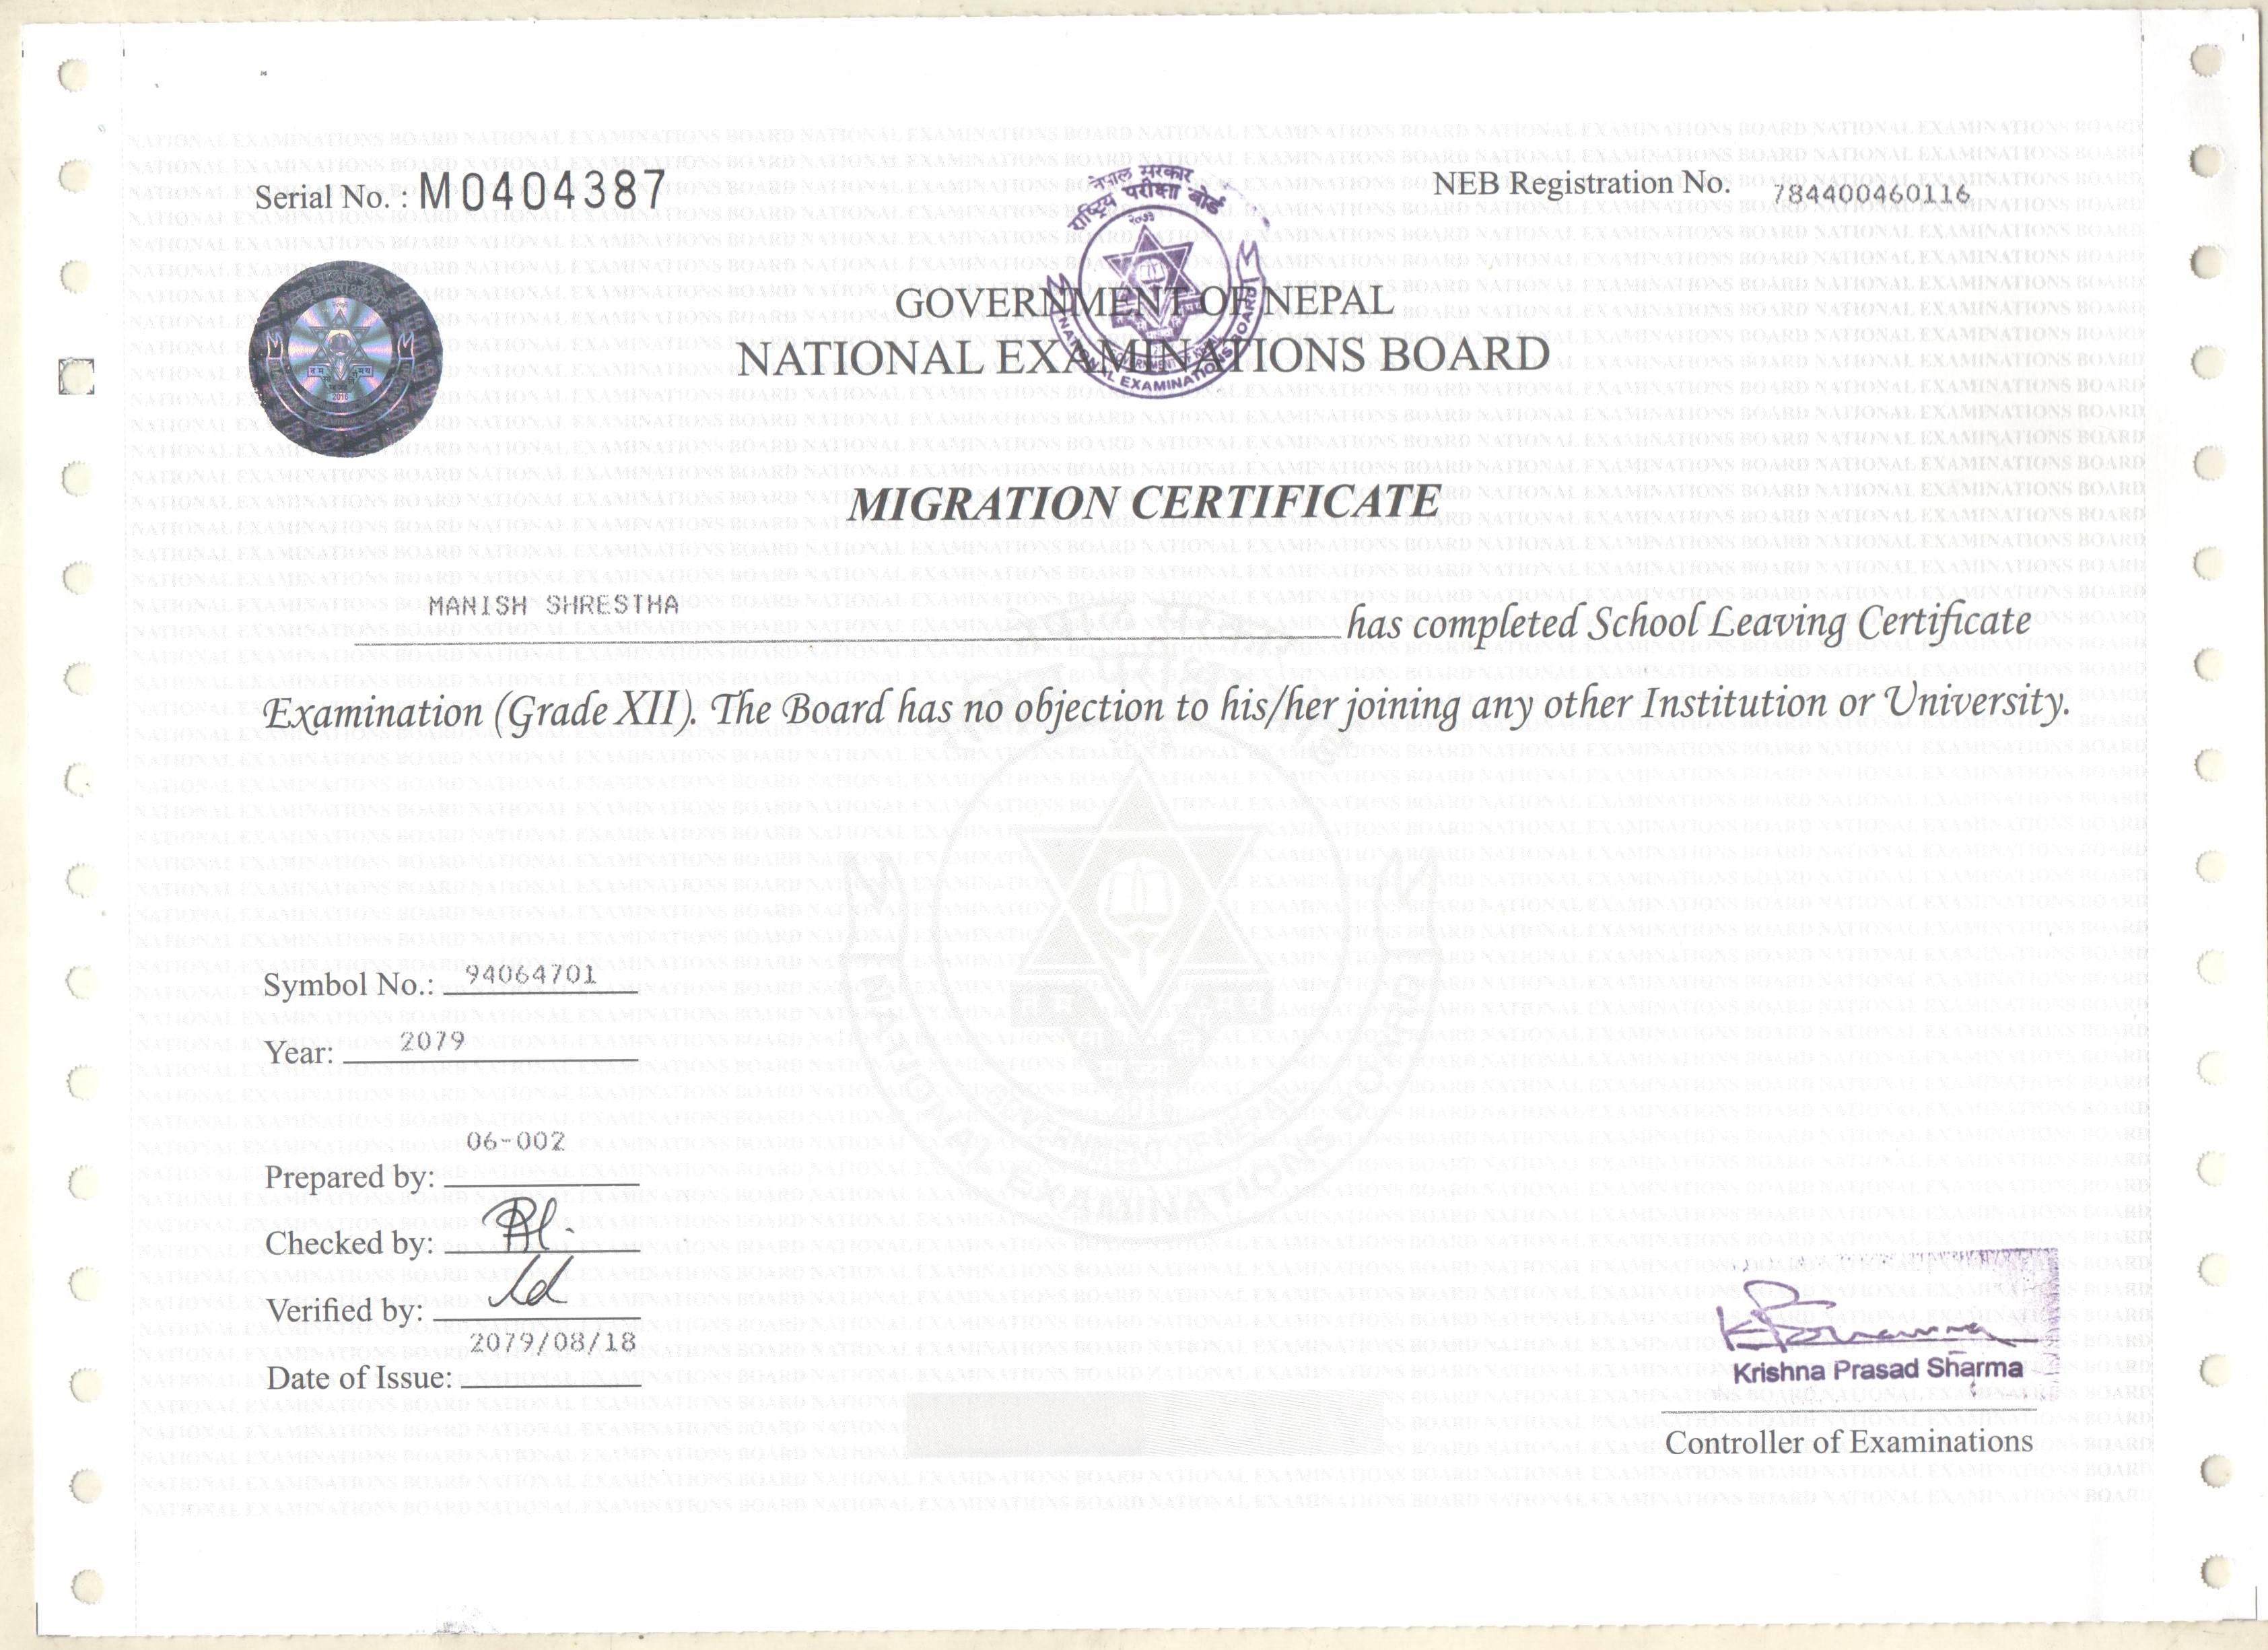 Serial No. : M0404387
NEB Registration No. 784400460116
नेपाल सरकार
राष्ट्रिय परीक्षा बोर्ड
२०७३
GOVERNMENT OF NEPAL
NATIONAL EXAMINATIONS BOARD
MIGRATION CERTIFICATE
MANISH SHRESTHA has completed School Leaving Certificate
Examination (Grade XII). The Board has no objection to his/her joining any other Institution or University.
Symbol No.: 94064701
Year: 2079
Prepared by: 06-002
Checked by:
Verified by:
Date of Issue: 2079/08/18
Krishna Prasad Sharma
Controller of Examinations